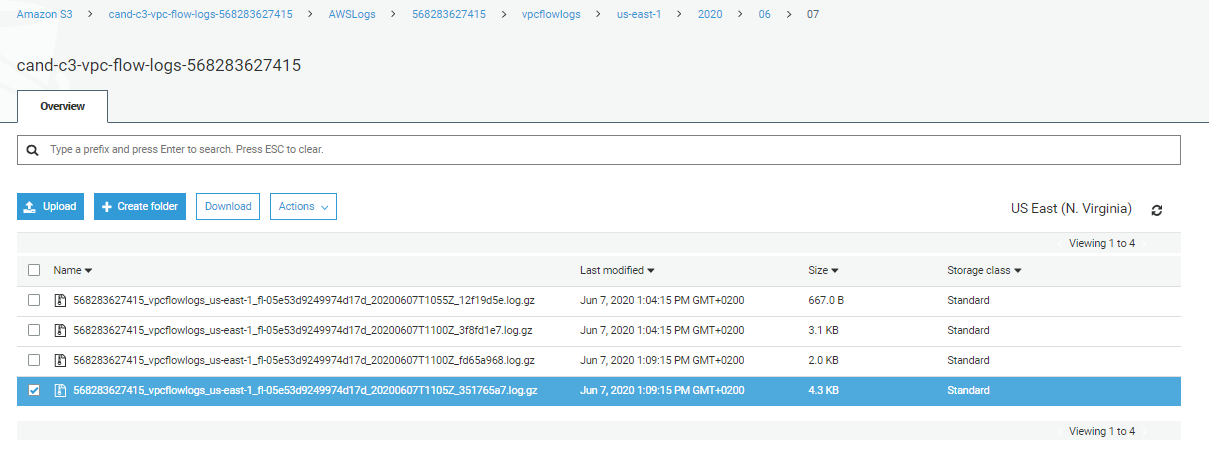 Amazon S3 > cand-c3-vpc-flow-logs-568283627415 > AWSLogs > 568283627415 > vpcflowlogs > us-east-1 > 2020 > 06 > 07
cand-c3-vpc-flow-logs-568283627415
Overview
Type a prefix and press Enter to search. Press ESC to clear.
Upload Create folder Download Actions US East (N. Virginia)
Viewing 1 to 4
Name Last modified Size Storage class
568283627415_vpcflowlogs_us-east-1_fl-05e53d9249974d17d_20200607T1055Z_12f19d5e.log.gz Jun 7, 2020 1:04:15 PM GMT+0200 667.0 B Standard
568283627415_vpcflowlogs_us-east-1_fl-05e53d9249974d17d_20200607T1100Z_3f8fd1e7.log.gz Jun 7, 2020 1:04:15 PM GMT+0200 3.1 KB Standard
568283627415_vpcflowlogs_us-east-1_fl-05e53d9249974d17d_20200607T1100Z_fd65a968.log.gz Jun 7, 2020 1:09:15 PM GMT+0200 2.0 KB Standard
568283627415_vpcflowlogs_us-east-1_fl-05e53d9249974d17d_20200607T1105Z_351765a7.log.gz Jun 7, 2020 1:09:15 PM GMT+0200 4.3 KB Standard
Viewing 1 to 4